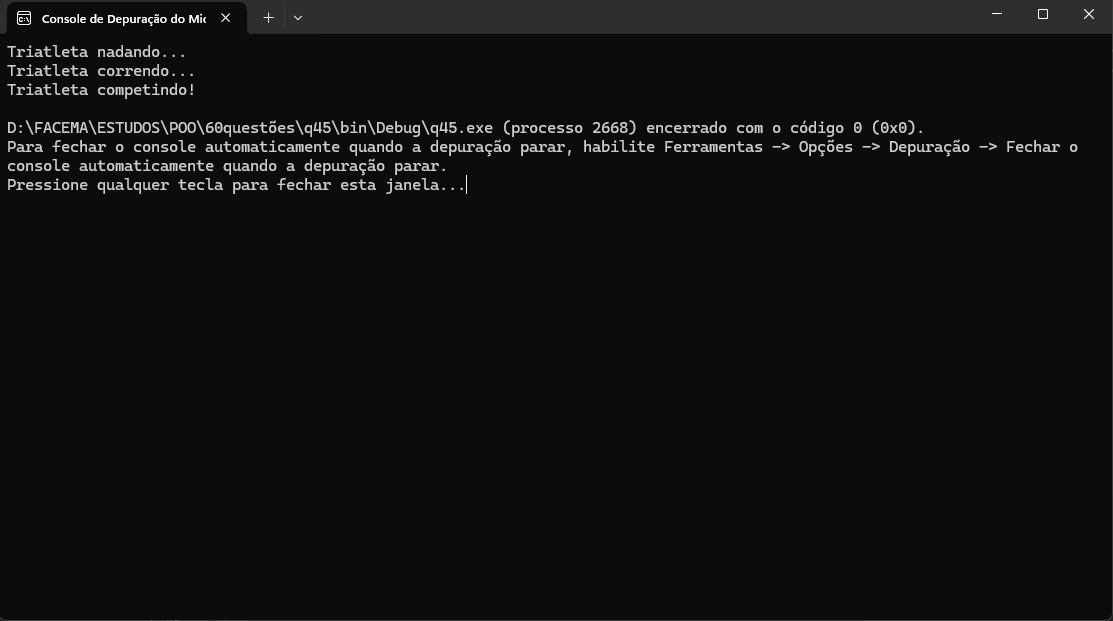 Console de Depuração do Mic
Triatleta nadando...
Triatleta correndo...
Triatleta competindo!
D:\FACEMA\ESTUDOS\POO\60questões\q45\bin\Debug\q45.exe (processo 2668) encerrado com o código 0 (0x0).
Para fechar o console automaticamente quando a depuração parar, habilite Ferramentas -> Opções -> Depuração -> Fechar o
console automaticamente quando a depuração parar.
Pressione qualquer tecla para fechar esta janela...